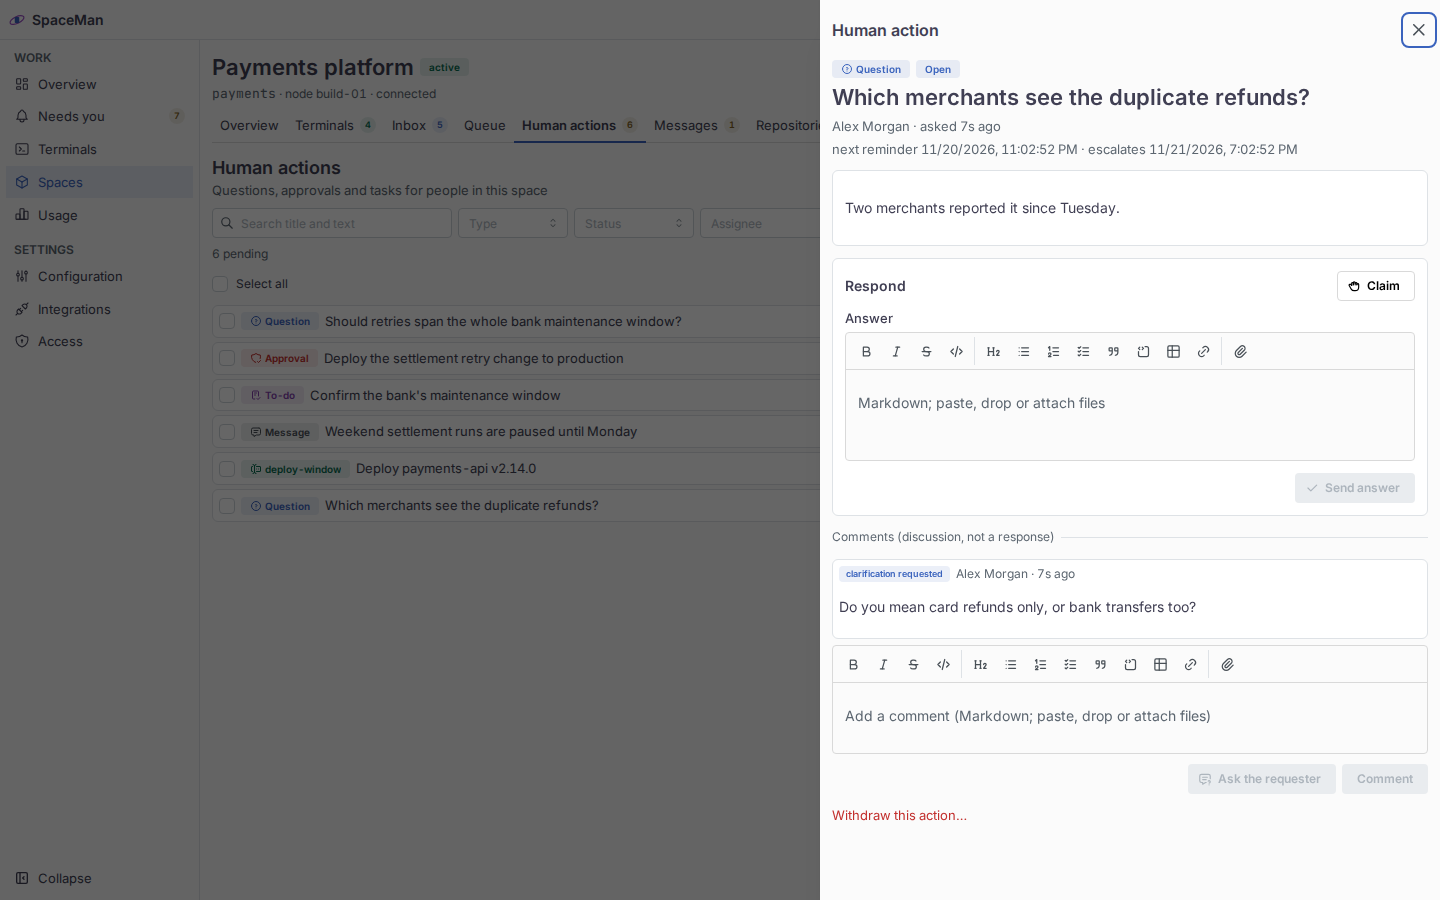 SpaceMan
WORK
Overview
Needs you 7
Terminals
Spaces
Usage
SETTINGS
Configuration
Integrations
Access
Collapse
Payments platform active
payments · node build-01 · connected
Overview Terminals 4 Inbox 5 Queue Human actions 6 Messages 1 Repositorie
Human actions
Questions, approvals and tasks for people in this space
Search title and text Type Status Assignee
6 pending
Select all
Question Should retries span the whole bank maintenance window?
Approval Deploy the settlement retry change to production
To-do Confirm the bank's maintenance window
Message Weekend settlement runs are paused until Monday
deploy-window Deploy payments-api v2.14.0
Question Which merchants see the duplicate refunds?
Human action
Question Open
Which merchants see the duplicate refunds?
Alex Morgan · asked 7s ago
next reminder 11/20/2026, 11:02:52 PM · escalates 11/21/2026, 7:02:52 PM
Two merchants reported it since Tuesday.
Respond Claim
Answer
B I S </> H2
Markdown; paste, drop or attach files
Send answer
Comments (discussion, not a response)
clarification requested Alex Morgan · 7s ago
Do you mean card refunds only, or bank transfers too?
B I S </> H2
Add a comment (Markdown; paste, drop or attach files)
Ask the requester Comment
Withdraw this action...